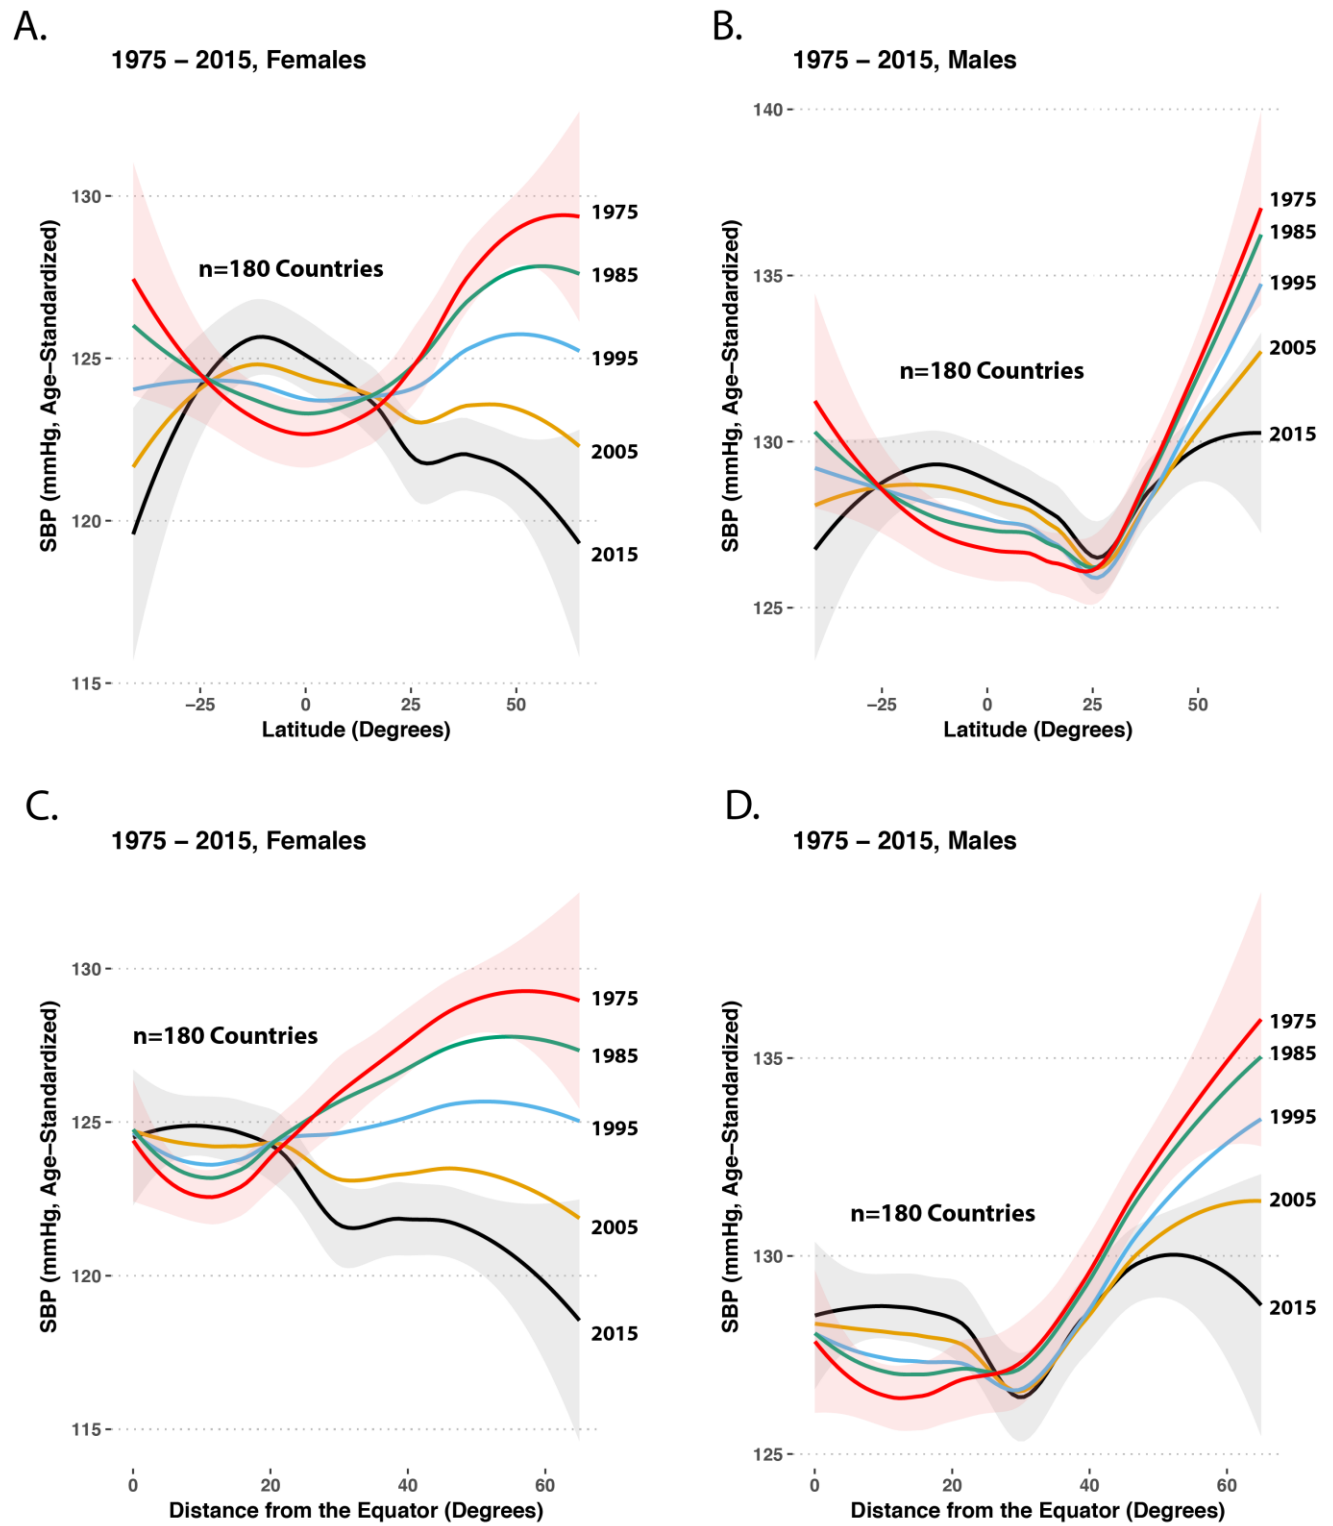 A.
1975 – 2015, Females
SBP (mmHg, Age–Standardized)
130
125
120
115
n=180 Countries
1975
1985
1995
2005
2015
−25
0
25
50
Latitude (Degrees)
B.
1975 – 2015, Males
SBP (mmHg, Age–Standardized)
140
135
130
125
n=180 Countries
1975
1985
1995
2005
2015
−25
0
25
50
Latitude (Degrees)
C.
1975 – 2015, Females
SBP (mmHg, Age–Standardized)
130
125
120
115
n=180 Countries
1975
1985
1995
2005
2015
0
20
40
60
Distance from the Equator (Degrees)
D.
1975 – 2015, Males
SBP (mmHg, Age–Standardized)
135
130
125
n=180 Countries
1975
1985
1995
2005
2015
0
20
40
60
Distance from the Equator (Degrees)